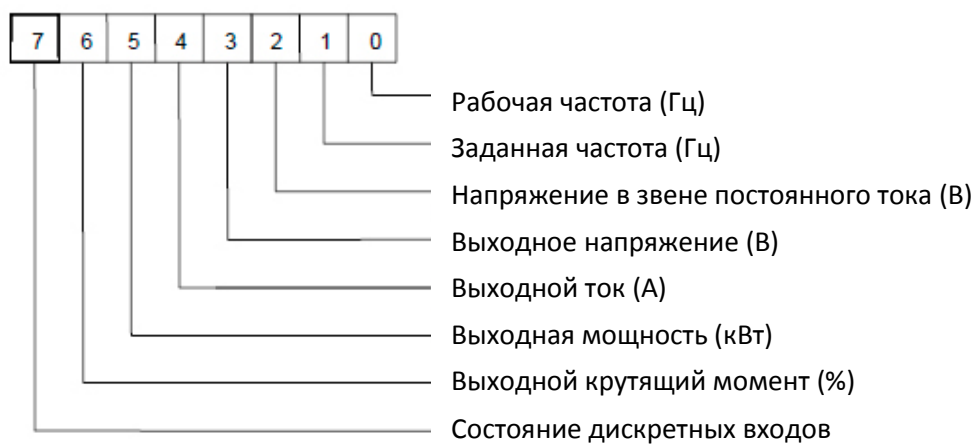 7 6 5 4 3 2 1 0
Рабочая частота (Гц)
Заданная частота (Гц)
Напряжение в звене постоянного тока (В)
Выходное напряжение (В)
Выходной ток (А)
Выходная мощность (кВт)
Выходной крутящий момент (%)
Состояние дискретных входов